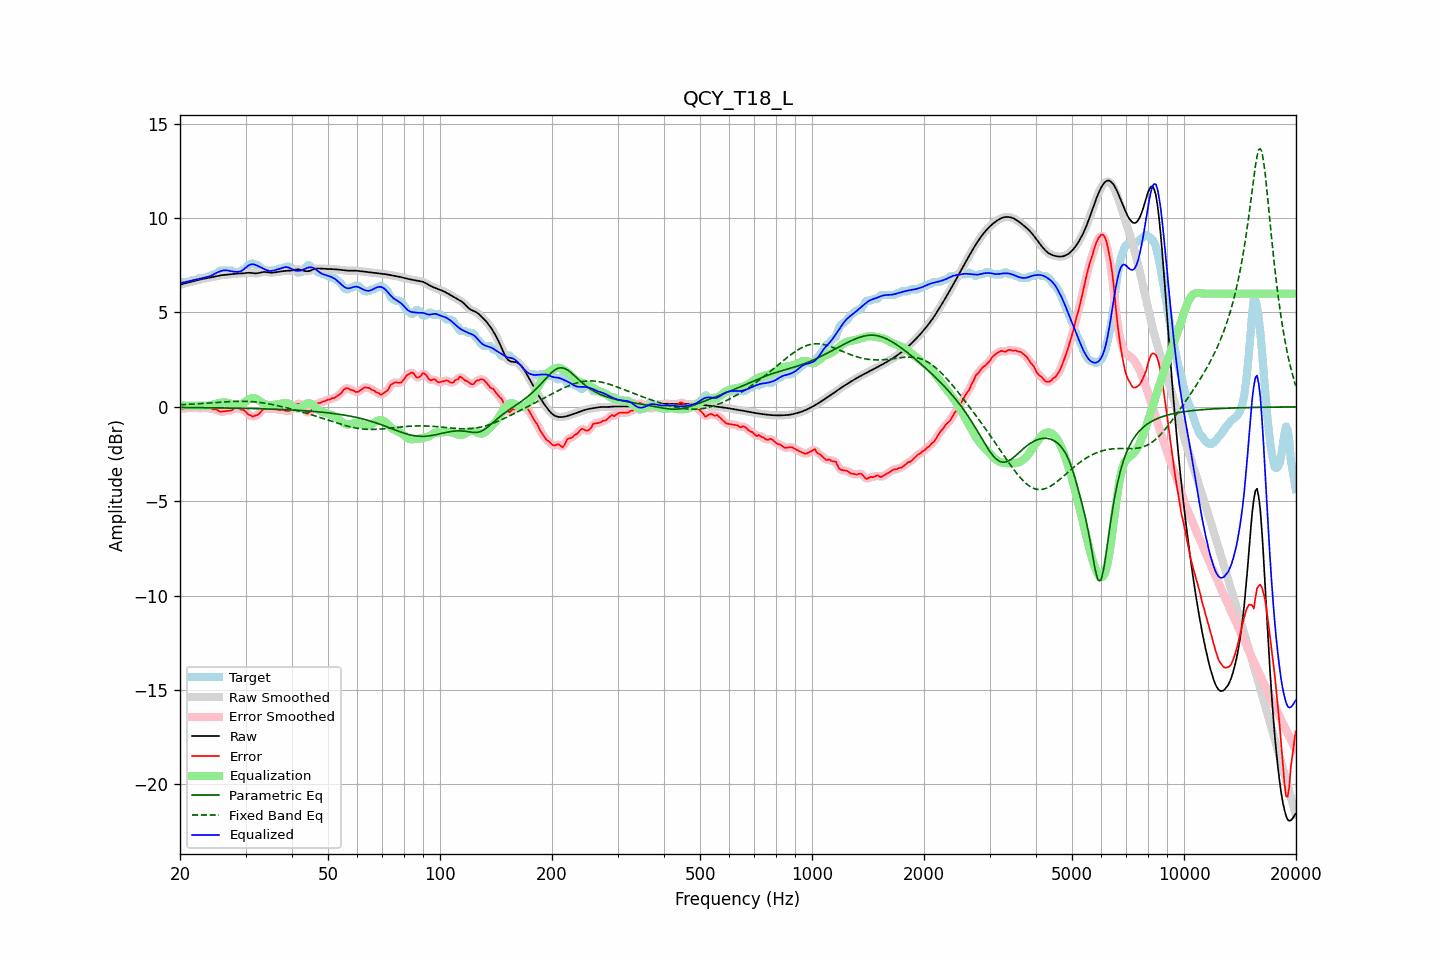 QCY_T18_L
15
10
5
0
−5
−10
−15
−20
Amplitude (dBr)
Target
Raw Smoothed
Error Smoothed
Raw
Error
Equalization
Parametric Eq
Fixed Band Eq
Equalized
20 50 100 200 500 1000 2000 5000 10000 20000
Frequency (Hz)